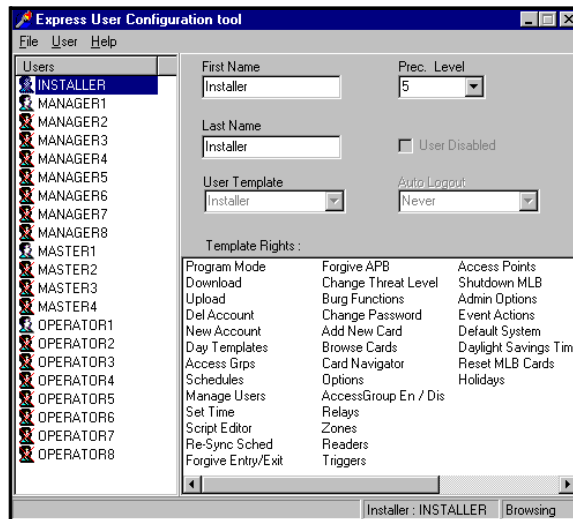 Express User Configuration tool
File User Help
Users
INSTALLER
MANAGER1
MANAGER2
MANAGER3
MANAGER4
MANAGER5
MANAGER6
MANAGER7
MANAGER8
MASTER1
MASTER2
MASTER3
MASTER4
OPERATOR1
OPERATOR2
OPERATOR3
OPERATOR4
OPERATOR5
OPERATOR6
OPERATOR7
OPERATOR8
First Name
Installer
Prec. Level
5
Last Name
Installer
User Disabled
User Template
Installer
Auto Logout
Never
Template Rights :
Program Mode
Download
Upload
Del Account
New Account
Day Templates
Access Grps
Schedules
Manage Users
Set Time
Script Editor
Re-Sync Sched
Forgive Entry/Exit
Forgive APB
Change Threat Level
Burg Functions
Change Password
Add New Card
Browse Cards
Card Navigator
Options
AccessGroup En / Dis
Relays
Zones
Readers
Triggers
Access Points
Shutdown MLB
Admin Options
Event Actions
Default System
Daylight Savings Tim
Reset MLB Cards
Holidays
Installer : INSTALLER
Browsing